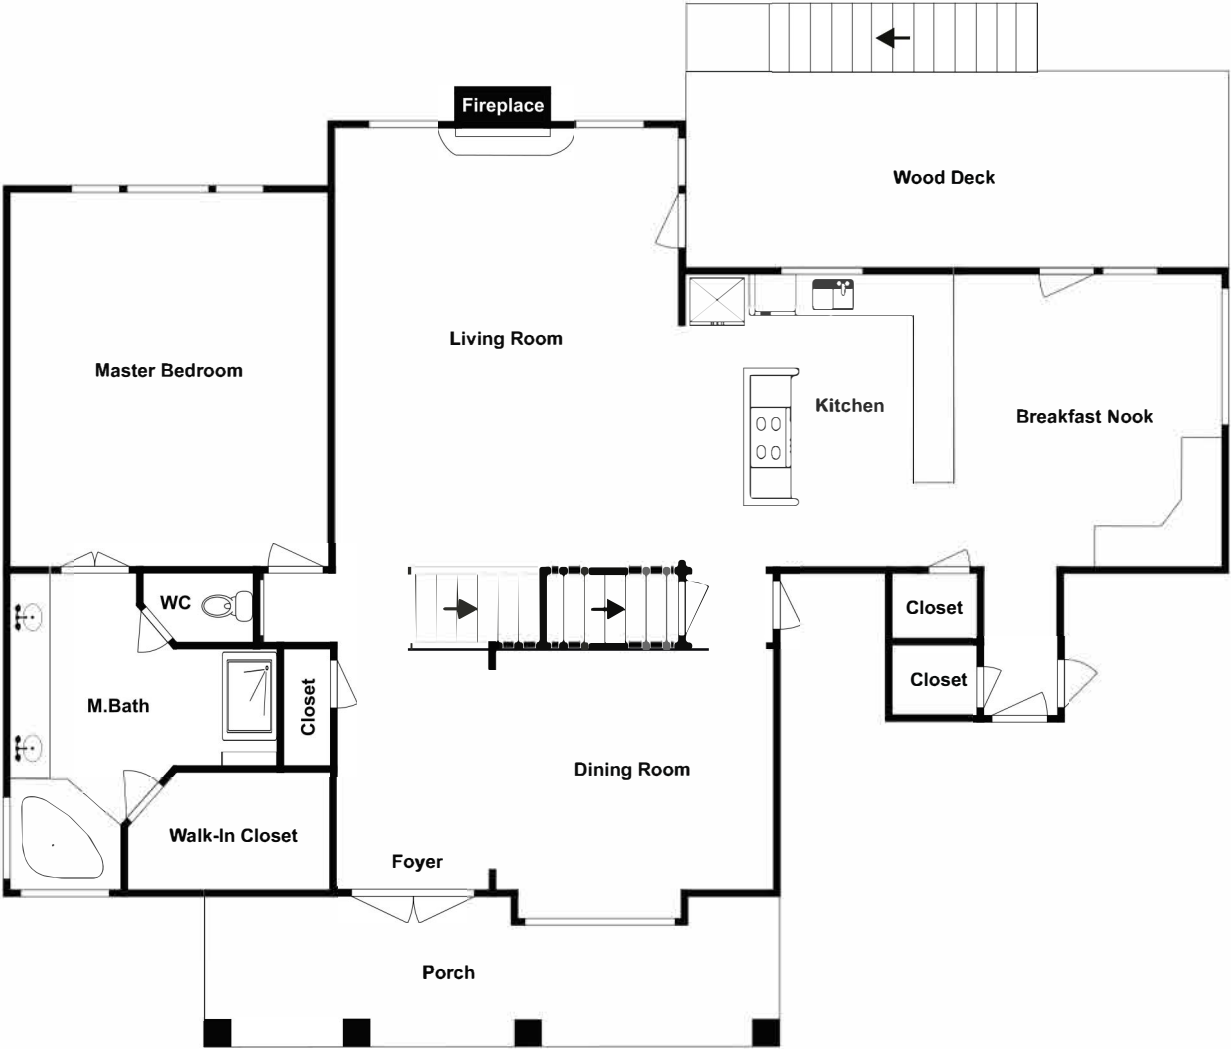 Fireplace
Wood Deck
Living Room
Master Bedroom
Kitchen
Breakfast Nook
WC
Closet
Closet
Closet
M.Bath
Dining Room
Walk-In Closet
Foyer
Porch